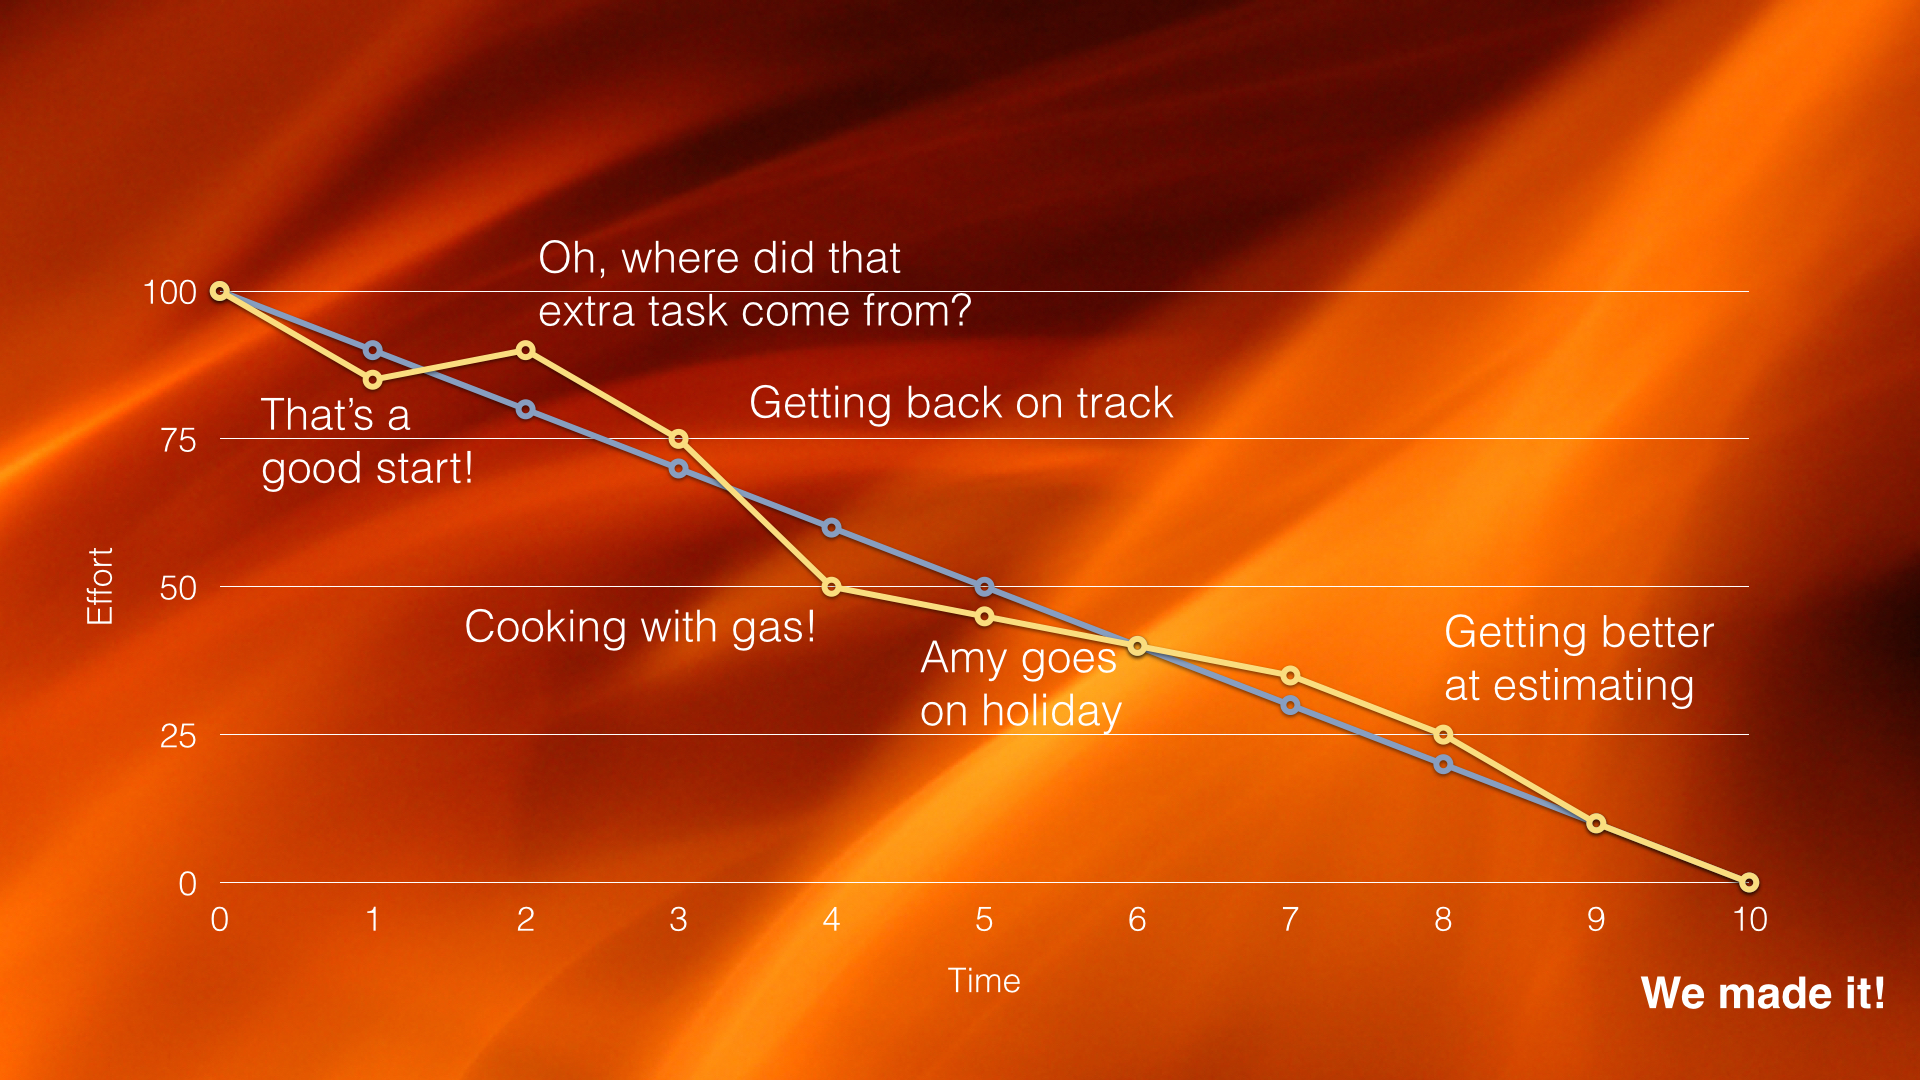 Oh, where did that
extra task come from?
100
Getting back on track
That’s a
good start!
75
Effort
50
Cooking with gas!
Getting better
at estimating
Amy goes
on holiday
25
0
0 1 2 3 4 5 6 7 8 9 10
Time
We made it!